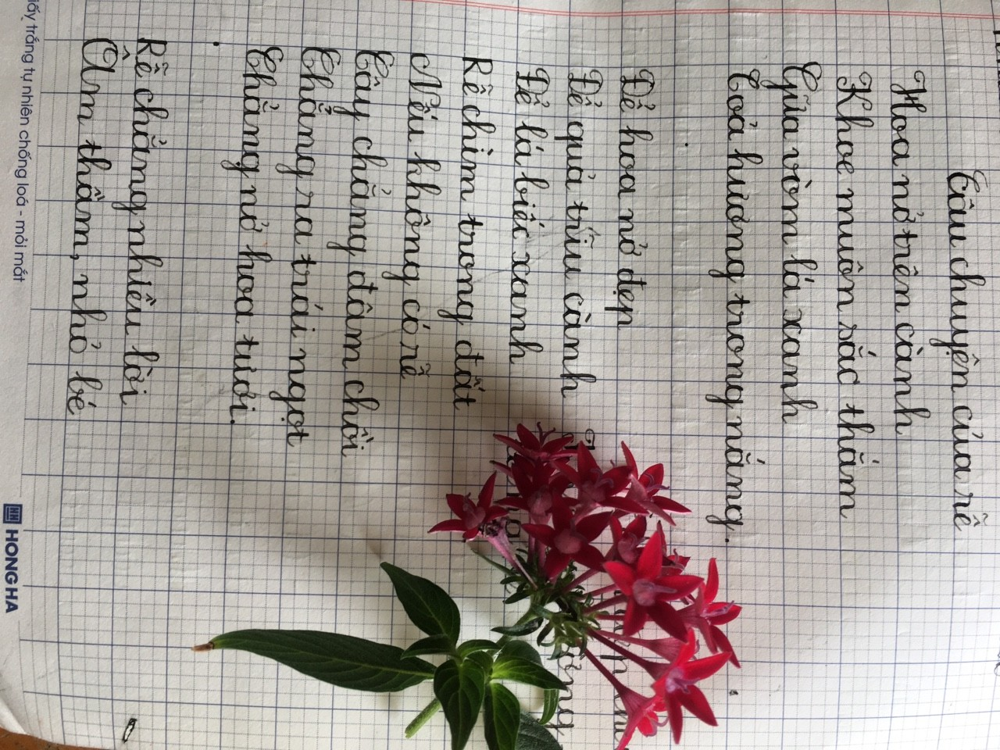 Câu chuyện của rễ
Hoa nở trên cành
Khoe muôn sắc thắm
Giữa vòm lá xanh
Toả hương trong nắng.
Để hoa nở đẹp
Để quả trĩu cành
Để lá biếc xanh
Rễ chìm trong đất
Nếu không có rễ
Cây chẳng đâm chồi
Chẳng ra trái ngọt
Chẳng nở hoa tươi.
Rễ chẳng nhiều lời
Âm thầm, nhỏ bé
giấy trắng tự nhiên chống loá - mỏi mắt
HH HONG HA